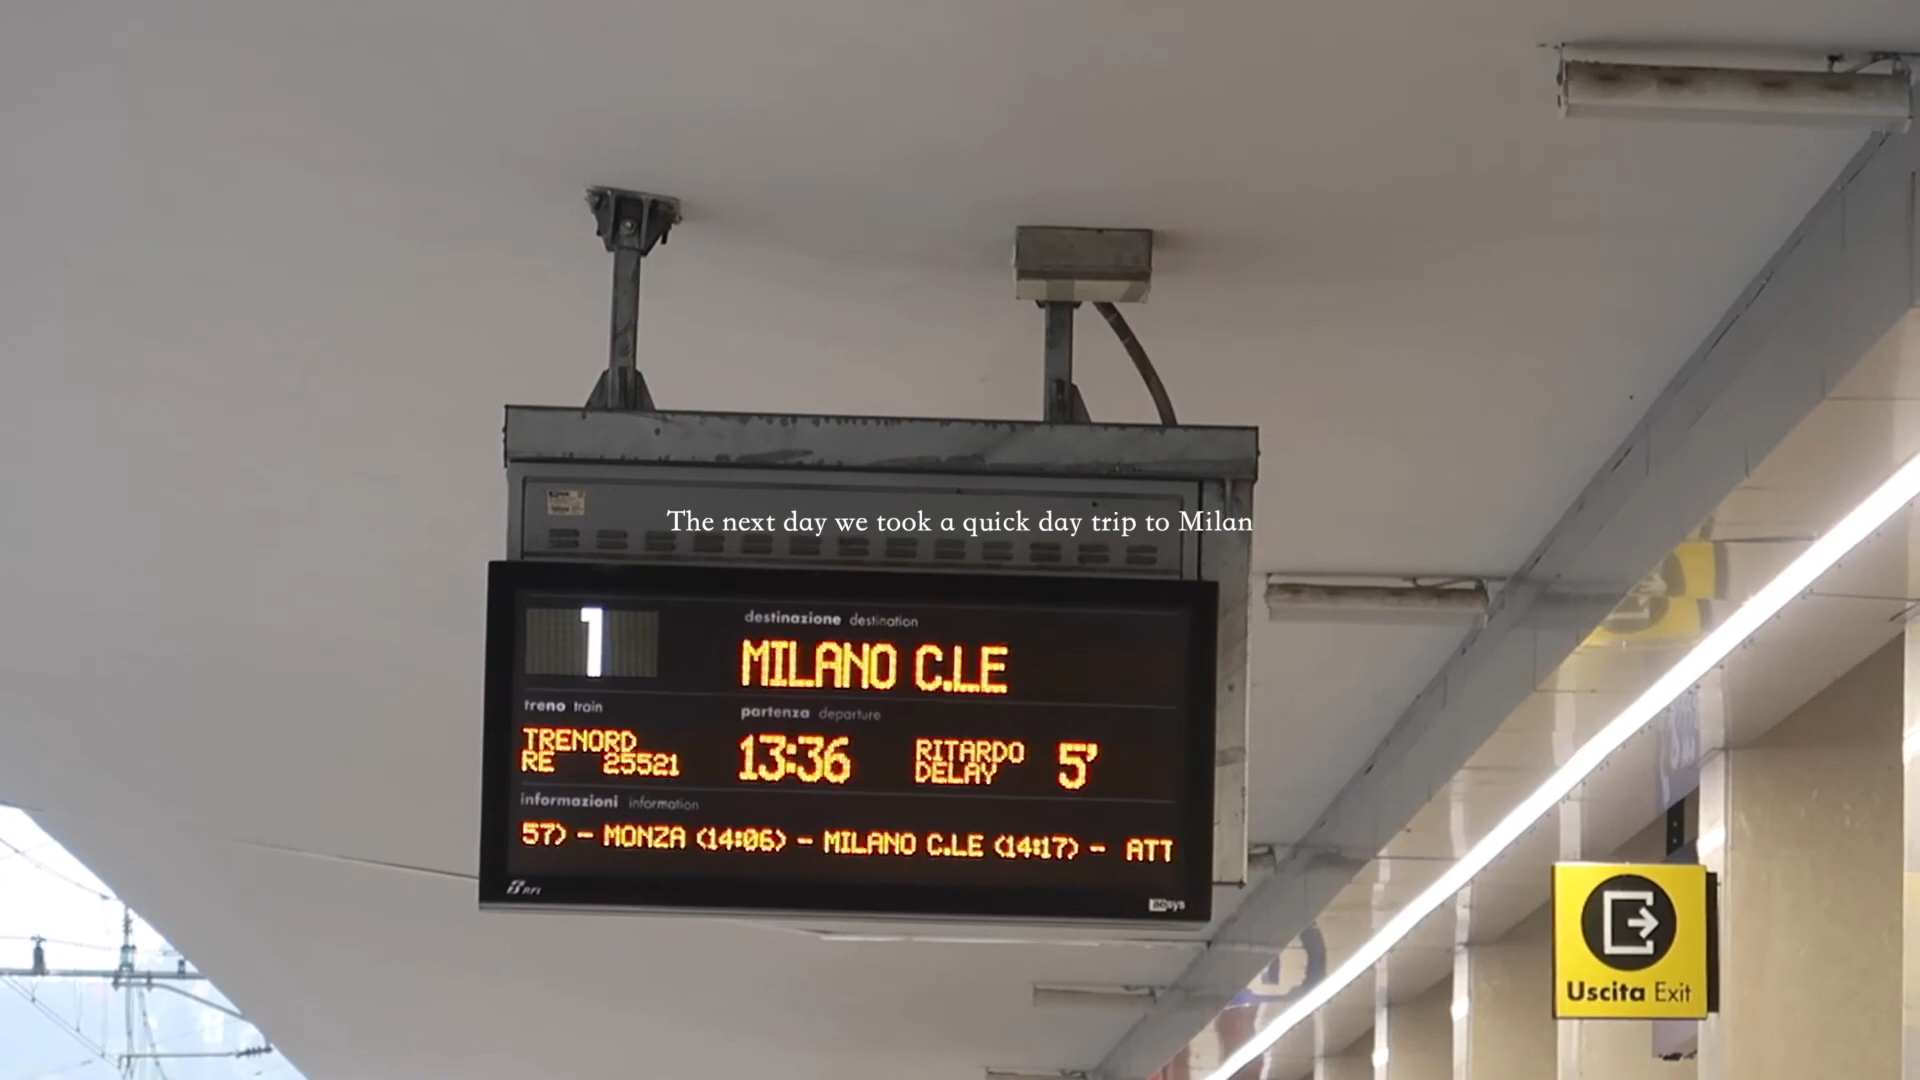 The next day we took a quick day trip to Milan
1
destinazione destination
MILANO C.LE
treno train
partenza departure
TRENORD
RE 25521
13:36
RITARDO
DELAY
5'
informazioni information
57) - MONZA (14:06) - MILANO C.LE (14:17) - ATT
RFI
aesys
Uscita Exit